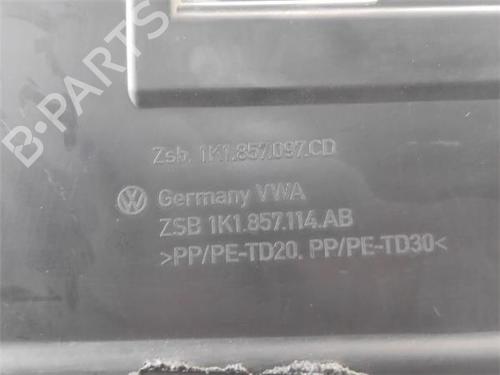 B-PARTS
Zsb. 1K1.857.097.CD
Germany VWA
ZSB 1K1.857.114.AB
>PP/PE-TD20. PP/PE-TD30<